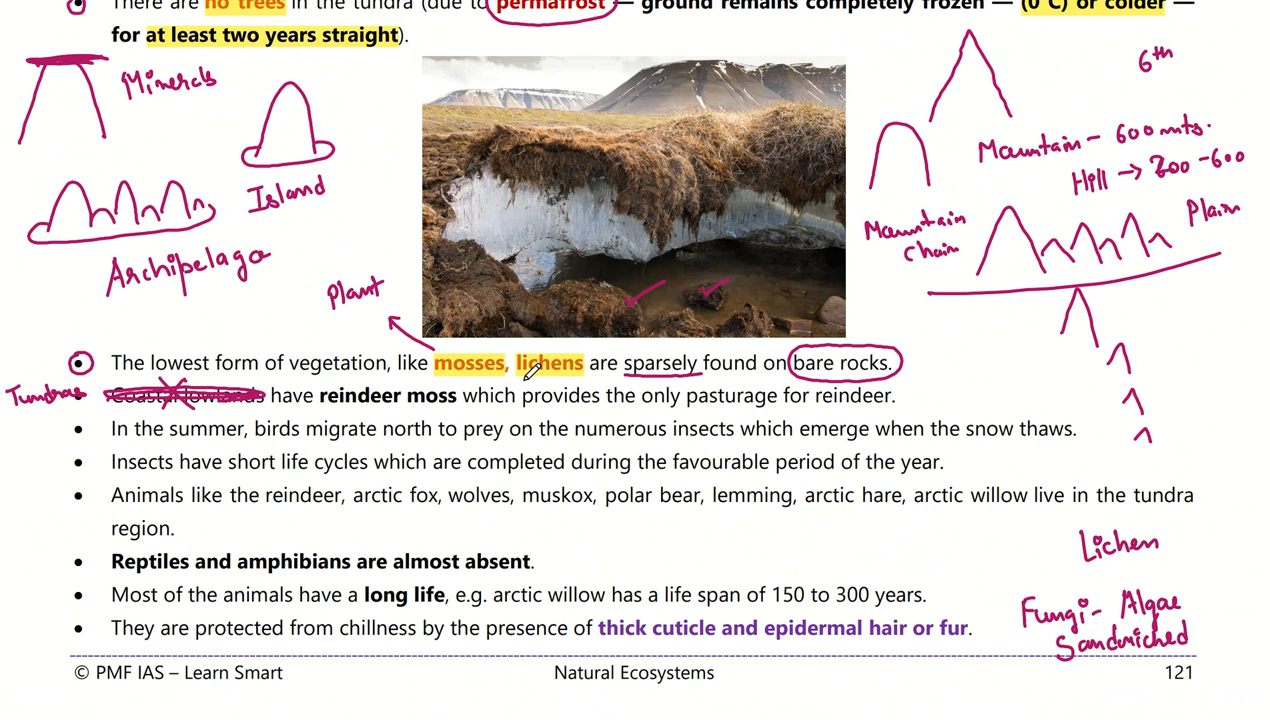 There are no trees in the tundra (due to permafrost — ground remains completely frozen — (0°C) or colder —
for at least two years straight).
Minerals
Island
Archipelago
6th
Mountain - 600 mts.
Hill → 300-600
Mountain
Chain
Plain
Plant
The lowest form of vegetation, like mosses, lichens are sparsely found on bare rocks.
Tundra
Coastal lowlands have reindeer moss which provides the only pasturage for reindeer.
In the summer, birds migrate north to prey on the numerous insects which emerge when the snow thaws.
Insects have short life cycles which are completed during the favourable period of the year.
Animals like the reindeer, arctic fox, wolves, muskox, polar bear, lemming, arctic hare, arctic willow live in the tundra
region.
Reptiles and amphibians are almost absent.
Most of the animals have a long life, e.g. arctic willow has a life span of 150 to 300 years.
They are protected from chillness by the presence of thick cuticle and epidermal hair or fur.
Lichen
Fungi- Algae
Sandwiched
© PMF IAS – Learn Smart
Natural Ecosystems
121